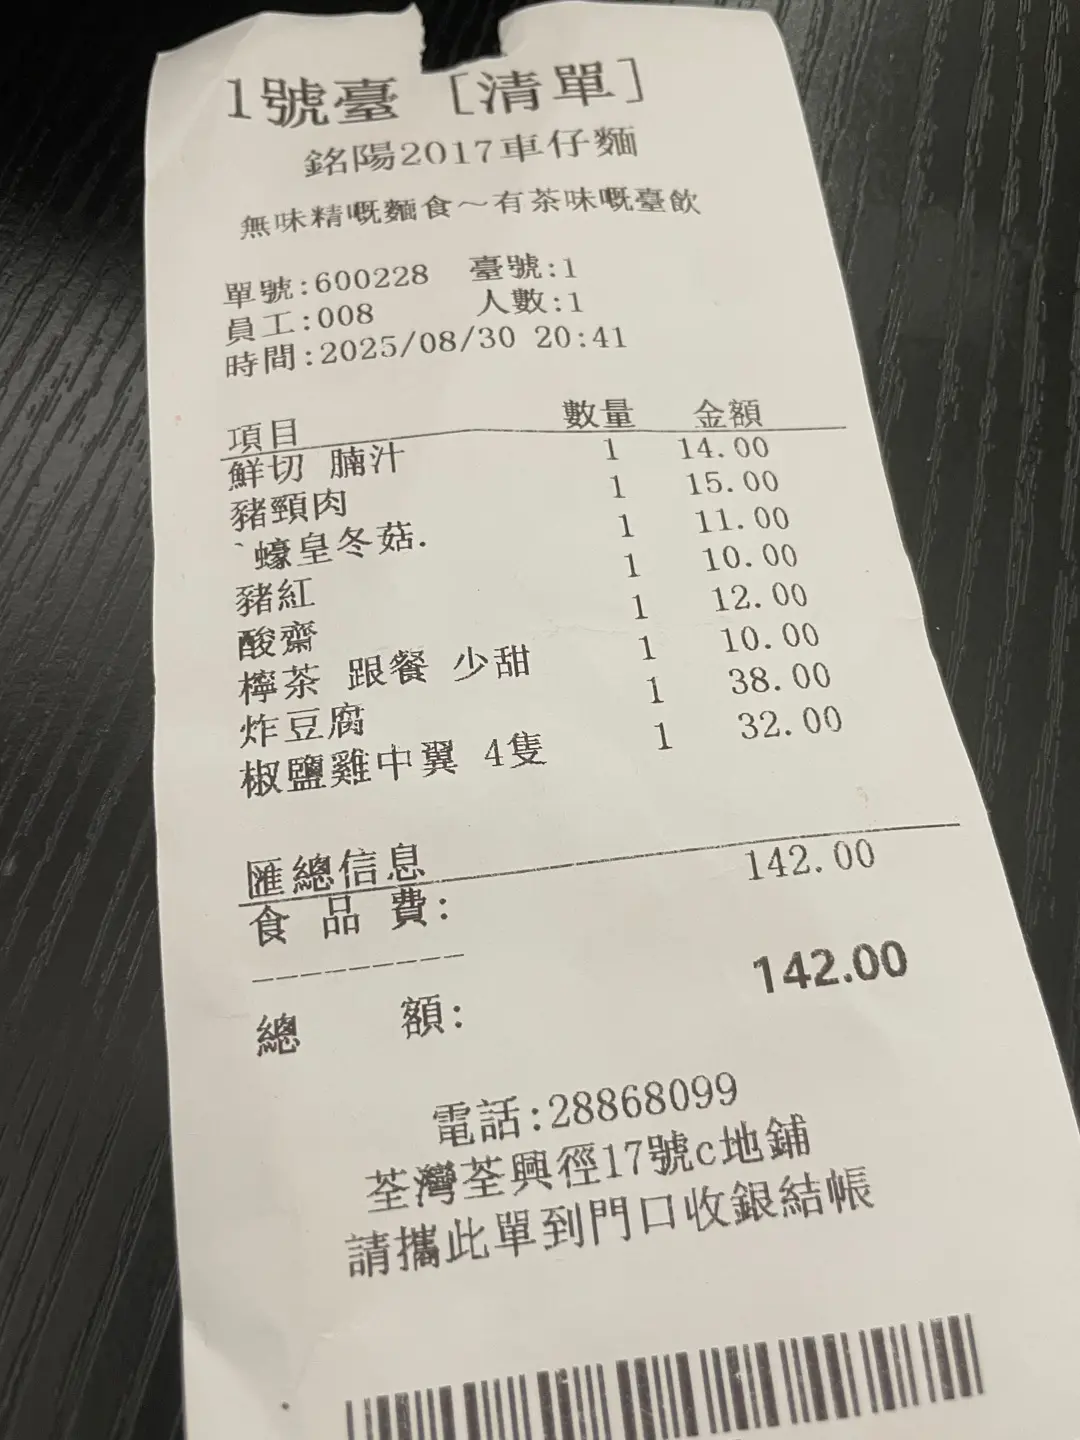 1號臺 [清單]
銘陽2017車仔麵
無味精嘅麵食～有茶味嘅臺飲
單號:600228 臺號:1
員工:008 人數:1
時間:2025/08/30 20:41
項目 數量 金額
鮮切 腩汁 1 14.00
豬頸肉 1 15.00
`蠔皇冬菇. 1 11.00
豬紅 1 10.00
酸齋 1 12.00
檸茶 跟餐 少甜 1 10.00
炸豆腐 1 38.00
椒鹽雞中翼 4隻 1 32.00
匯總信息
食品費: 142.00
----------
總額: 142.00
電話:28868099
荃灣荃興徑17號c地鋪
請攜此單到門口收銀結帳